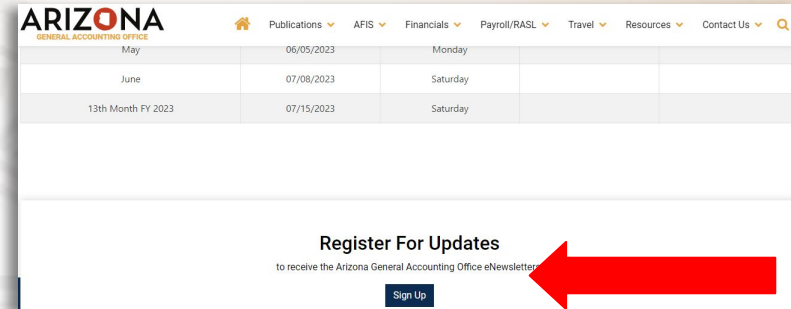 ARIZONA
GENERAL ACCOUNTING OFFICE
Publications AFIS Financials Payroll/RASL Travel Resources Contact Us
May 06/05/2023 Monday
June 07/08/2023 Saturday
13th Month FY 2023 07/15/2023 Saturday
Register For Updates
to receive the Arizona General Accounting Office eNewsletters
Sign Up